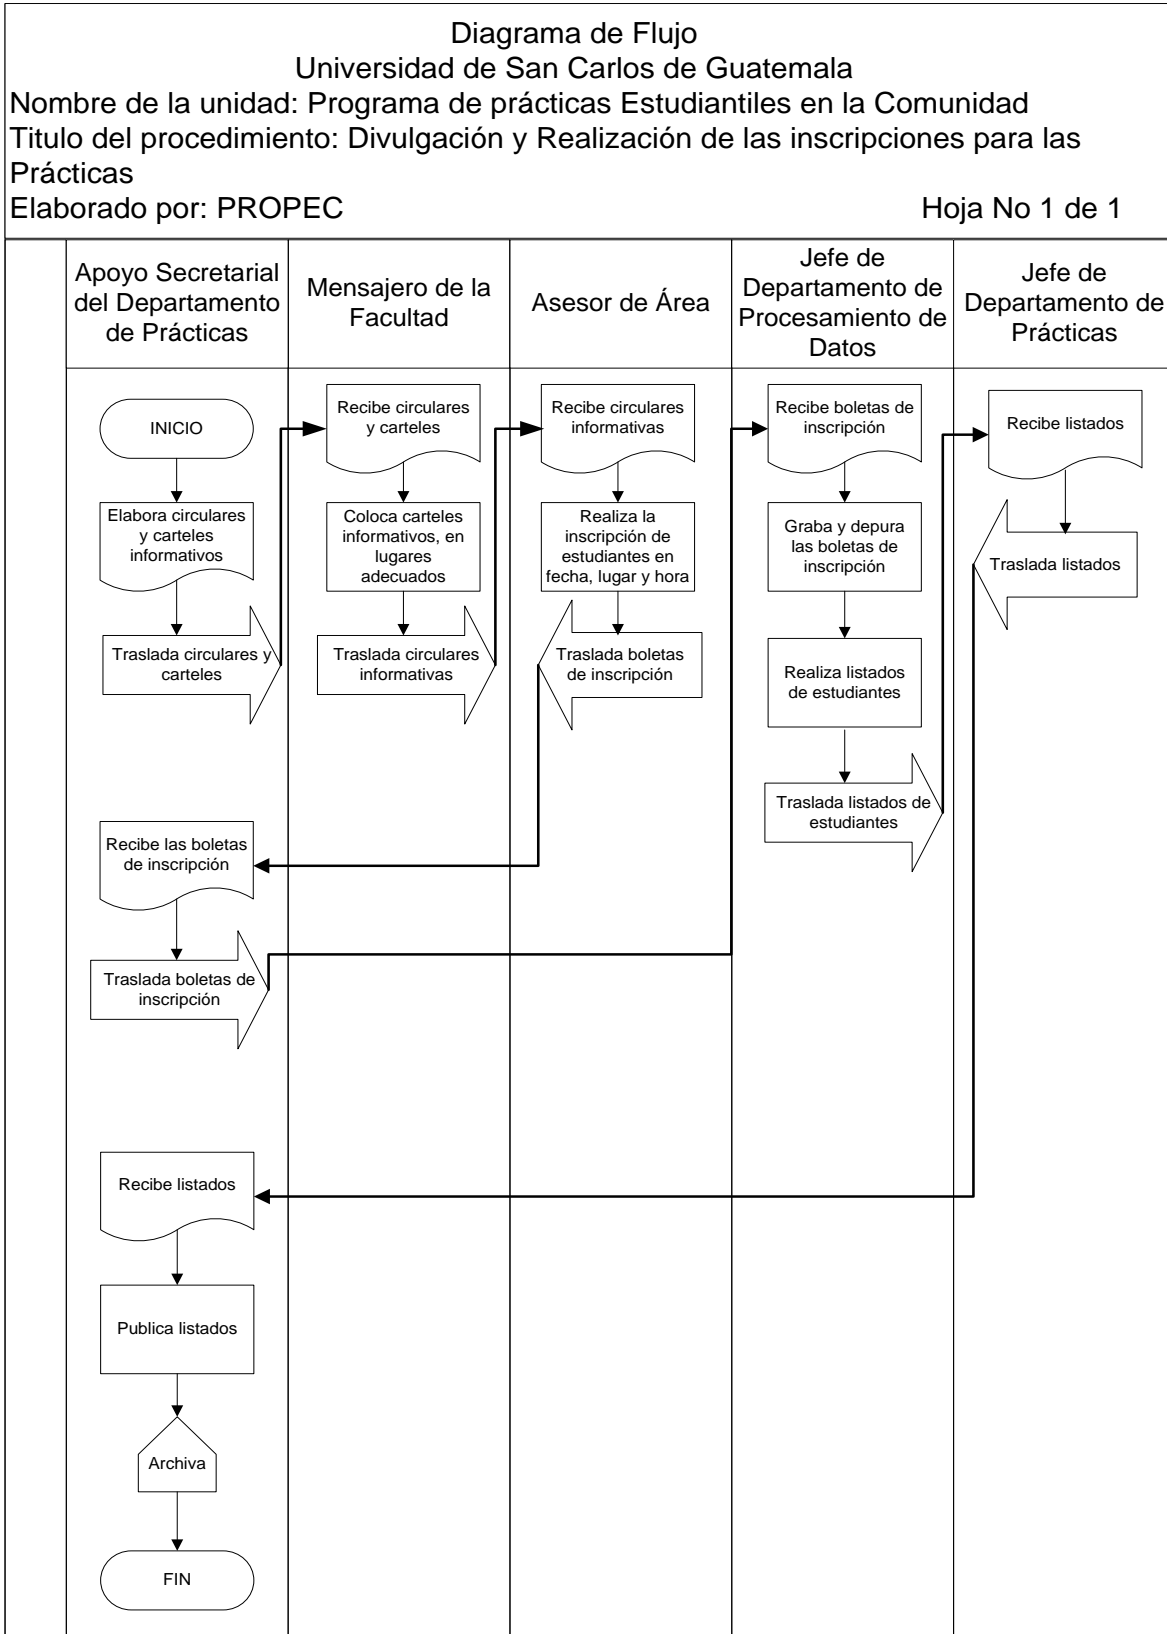 Diagrama de Flujo
Universidad de San Carlos de Guatemala
Nombre de la unidad: Programa de prácticas Estudiantiles en la Comunidad
Titulo del procedimiento: Divulgación y Realización de las inscripciones para las
Prácticas
Elaborado por: PROPEC
Hoja No 1 de 1
Apoyo Secretarial
del Departamento
de Prácticas
Mensajero de la
Facultad
Asesor de Área
Jefe de
Departamento de
Procesamiento de
Datos
Jefe de
Departamento de
Prácticas
INICIO
Elabora circulares
y carteles
informativos
Traslada circulares y
carteles
Recibe circulares
y carteles
Coloca carteles
informativos, en
lugares
adecuados
Traslada circulares
informativas
Recibe circulares
informativas
Realiza la
inscripción de
estudiantes en
fecha, lugar y hora
Traslada boletas
de inscripción
Recibe las boletas
de inscripción
Traslada boletas de
inscripción
Recibe boletas de
inscripción
Graba y depura
las boletas de
inscripción
Realiza listados
de estudiantes
Traslada listados de
estudiantes
Recibe listados
Traslada listados
Recibe listados
Publica listados
Archiva
FIN